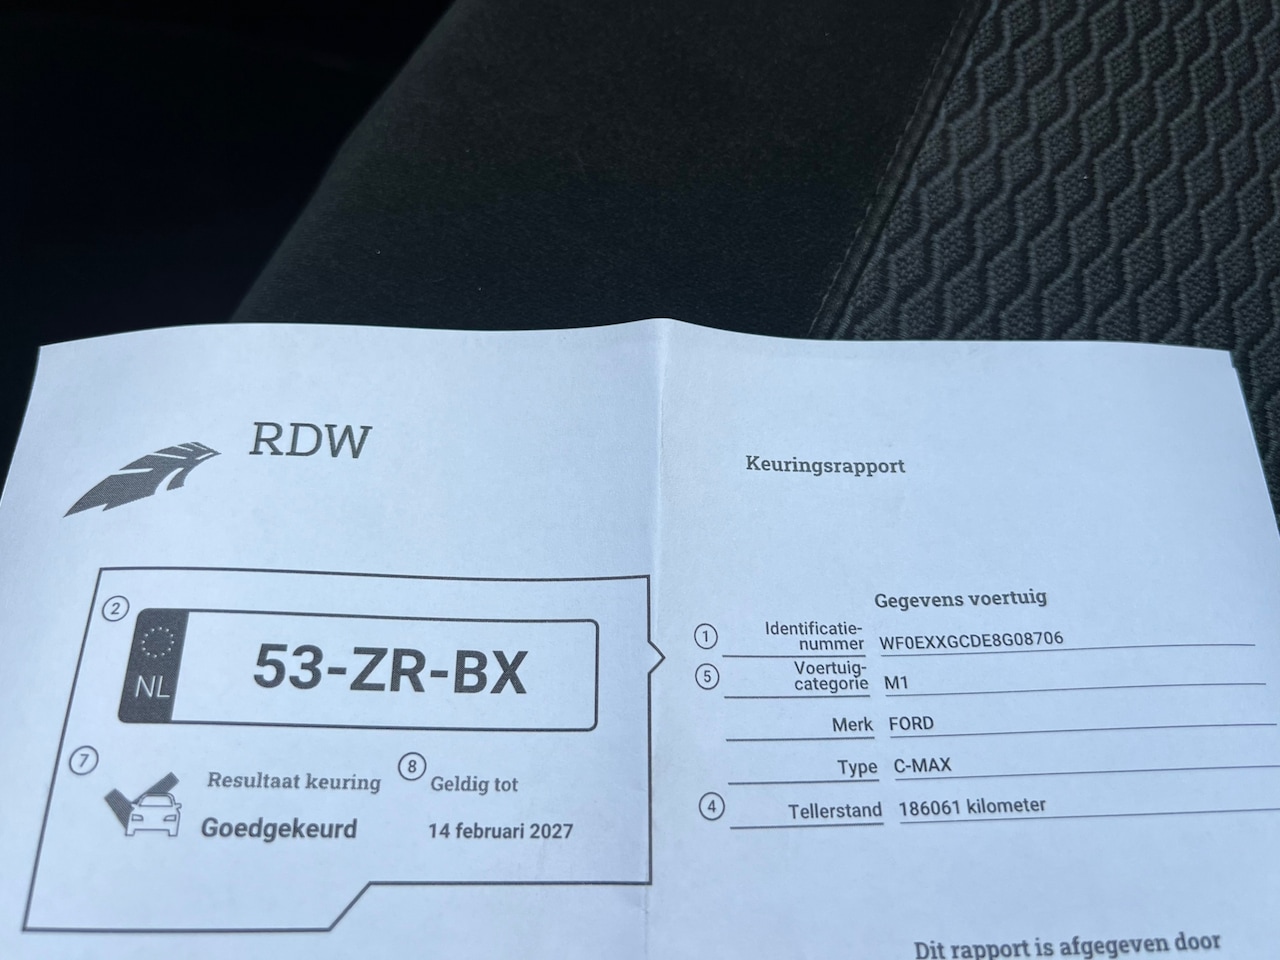 RDW
Keuringsrapport
2
NL
53-ZR-BX
7
Resultaat keuring
Goedgekeurd
8
Geldig tot
14 februari 2027
Gegevens voertuig
1
Identificatie-
nummer WF0EXXGCDE8G08706
5
Voertuig-
categorie M1
Merk FORD
Type C-MAX
4 Tellerstand 186061 kilometer
Dit rapport is afgegeven door